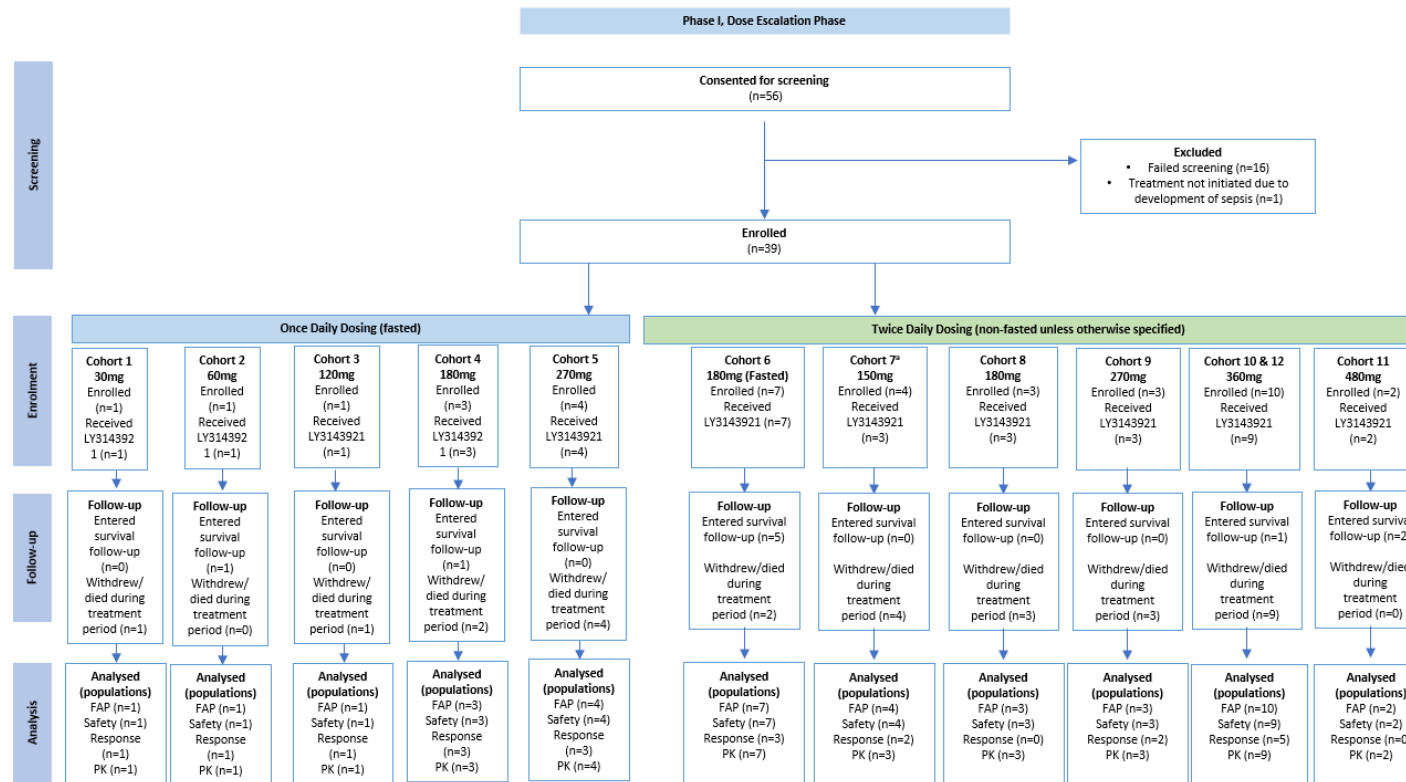 Phase I, Dose Escalation Phase
Screening
Consented for screening
(n=56)
Excluded
• Failed screening (n=16)
• Treatment not initiated due to
development of sepsis (n=1)
Enrolled
(n=39)
Enrolment
Once Daily Dosing (fasted)
Twice Daily Dosing (non-fasted unless otherwise specified)
Cohort 1
30mg
Enrolled
(n=1)
Received
LY314392
1 (n=1)
Cohort 2
60mg
Enrolled
(n=1)
Received
LY314392
1 (n=1)
Cohort 3
120mg
Enrolled
(n=1)
Received
LY3143921
(n=1)
Cohort 4
180mg
Enrolled
(n=3)
Received
LY314392
1 (n=3)
Cohort 5
270mg
Enrolled
(n=4)
Received
LY3143921
(n=4)
Cohort 6
180mg (Fasted)
Enrolled (n=7)
Received
LY3143921 (n=7)
Cohort 7ª
150mg
Enrolled (n=4)
Received
LY3143921
(n=3)
Cohort 8
180mg
Enrolled (n=3)
Received
LY3143921
(n=3)
Cohort 9
270mg
Enrolled (n=3)
Received
LY3143921
(n=3)
Cohort 10 & 12
360mg
Enrolled (n=10)
Received
LY3143921
(n=9)
Cohort 11
480mg
Enrolled (n=2)
Received
LY3143921
(n=2)
Follow-up
Follow-up
Entered
survival
follow-up
(n=0)
Withdrew/
died during
treatment
period (n=1)
Follow-up
Entered
survival
follow-up
(n=1)
Withdrew/
died during
treatment
period (n=0)
Follow-up
Entered
survival
follow-up
(n=0)
Withdrew/
died during
treatment
period (n=1)
Follow-up
Entered
survival
follow-up
(n=1)
Withdrew/
died during
treatment
period (n=2)
Follow-up
Entered
survival
follow-up
(n=0)
Withdrew/
died during
treatment
period (n=4)
Follow-up
Entered survival
follow-up (n=5)
Withdrew/died
during
treatment
period (n=2)
Follow-up
Entered survival
follow-up (n=0)
Withdrew/died
during
treatment
period (n=4)
Follow-up
Entered survival
follow-up (n=0)
Withdrew/died
during
treatment
period (n=3)
Follow-up
Entered survival
follow-up (n=0)
Withdrew/died
during
treatment
period (n=3)
Follow-up
Entered survival
follow-up (n=1)
Withdrew/died
during
treatment
period (n=9)
Follow-up
Entered survival
follow-up (n=2
Withdrew/died
during
treatment
period (n=0)
Analysis
Analysed
(populations)
FAP (n=1)
Safety (n=1)
Response
(n=1)
PK (n=1)
Analysed
(populations)
FAP (n=1)
Safety (n=1)
Response
(n=1)
PK (n=1)
Analysed
(populations)
FAP (n=1)
Safety (n=1)
Response
(n=1)
PK (n=1)
Analysed
(populations)
FAP (n=3)
Safety (n=3)
Response
(n=3)
PK (n=3)
Analysed
(populations)
FAP (n=4)
Safety (n=4)
Response
(n=3)
PK (n=4)
Analysed
(populations)
FAP (n=7)
Safety (n=7)
Response (n=3)
PK (n=7)
Analysed
(populations)
FAP (n=4)
Safety (n=4)
Response (n=2)
PK (n=3)
Analysed
(populations)
FAP (n=3)
Safety (n=3)
Response (n=0)
PK (n=3)
Analysed
(populations)
FAP (n=3)
Safety (n=3)
Response (n=2)
PK (n=3)
Analysed
(populations)
FAP (n=10)
Safety (n=9)
Response (n=5)
PK (n=9)
Analysed
(populations)
FAP (n=2)
Safety (n=2)
Response (n=0
PK (n=2)